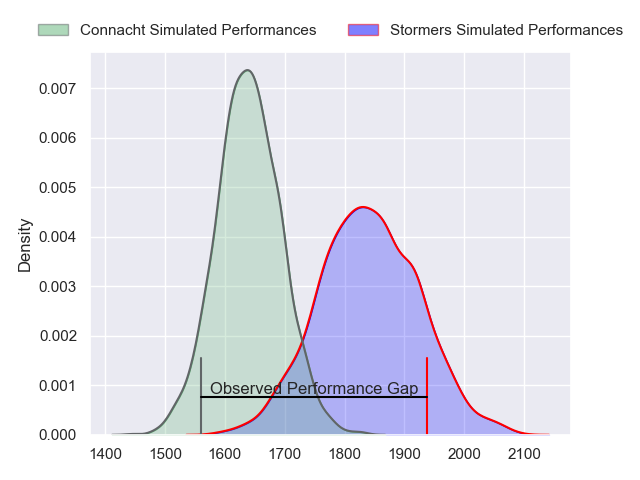 Connacht Simulated Performances Stormers Simulated Performances
0.007
0.006
0.005
0.004
0.003
0.002
0.001
0.000
Density
Observed Performance Gap
1400 1500 1600 1700 1800 1900 2000 2100